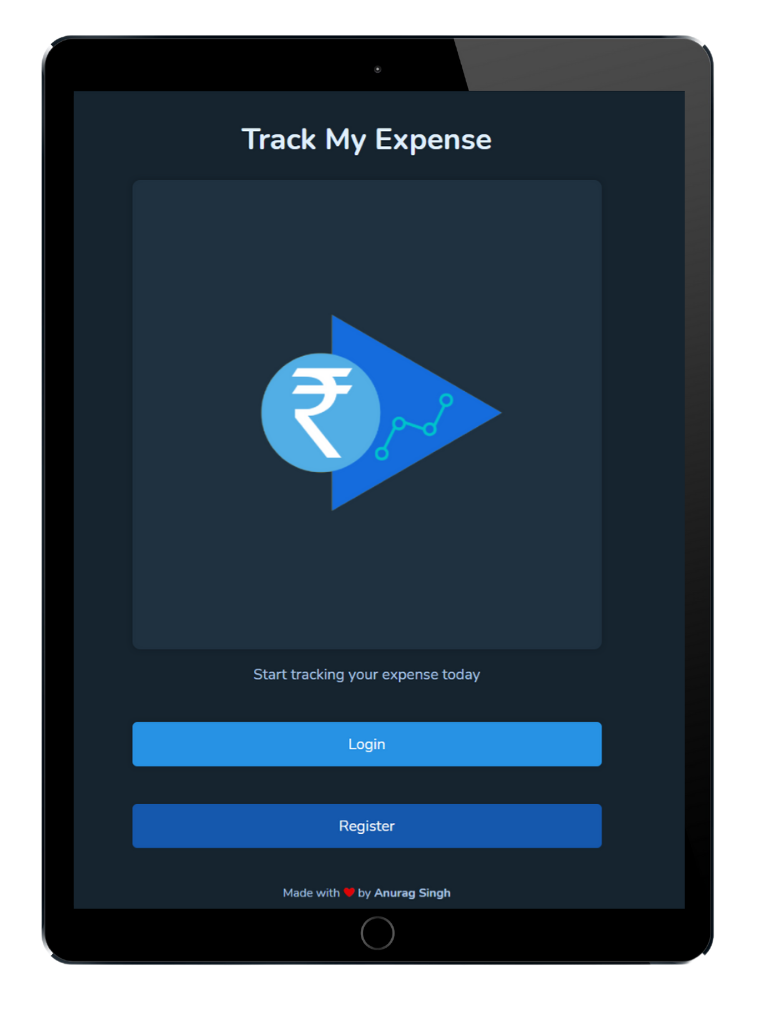 Track My Expense
₹
Start tracking your expense today
Login
Register
Made with ❤ by Anurag Singh